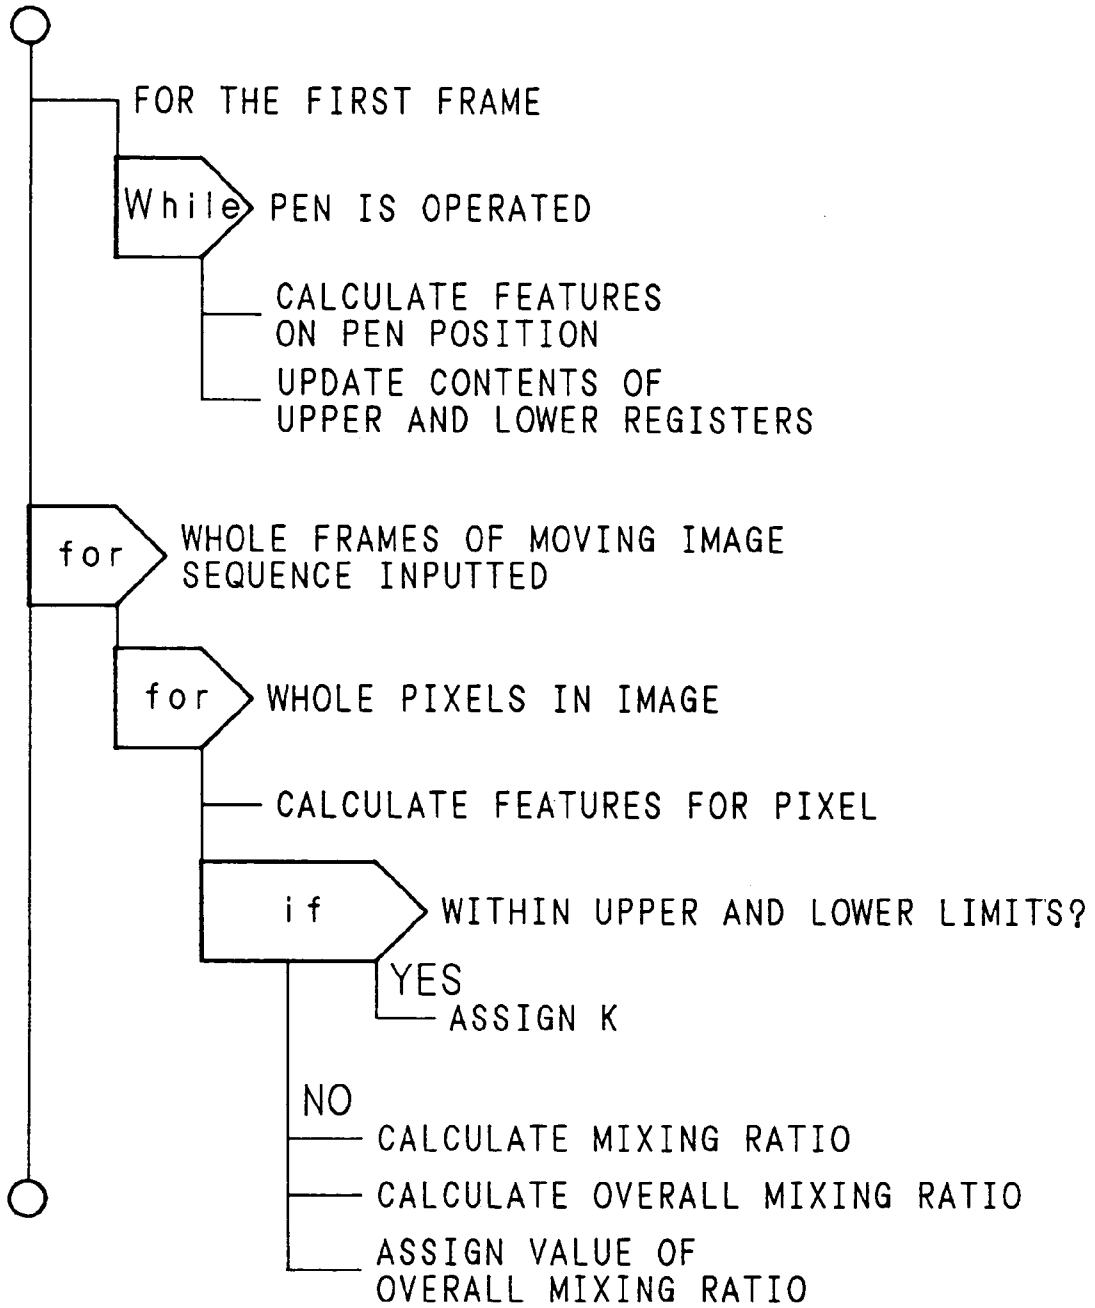 FOR THE FIRST FRAME
While
PEN IS OPERATED
CALCULATE FEATURES
ON PEN POSITION
UPDATE CONTENTS OF
UPPER AND LOWER REGISTERS
for
WHOLE FRAMES OF MOVING IMAGE
SEQUENCE INPUTTED
for
WHOLE PIXELS IN IMAGE
CALCULATE FEATURES FOR PIXEL
if
WITHIN UPPER AND LOWER LIMITS?
YES
ASSIGN K
NO
CALCULATE MIXING RATIO
CALCULATE OVERALL MIXING RATIO
ASSIGN VALUE OF
OVERALL MIXING RATIO